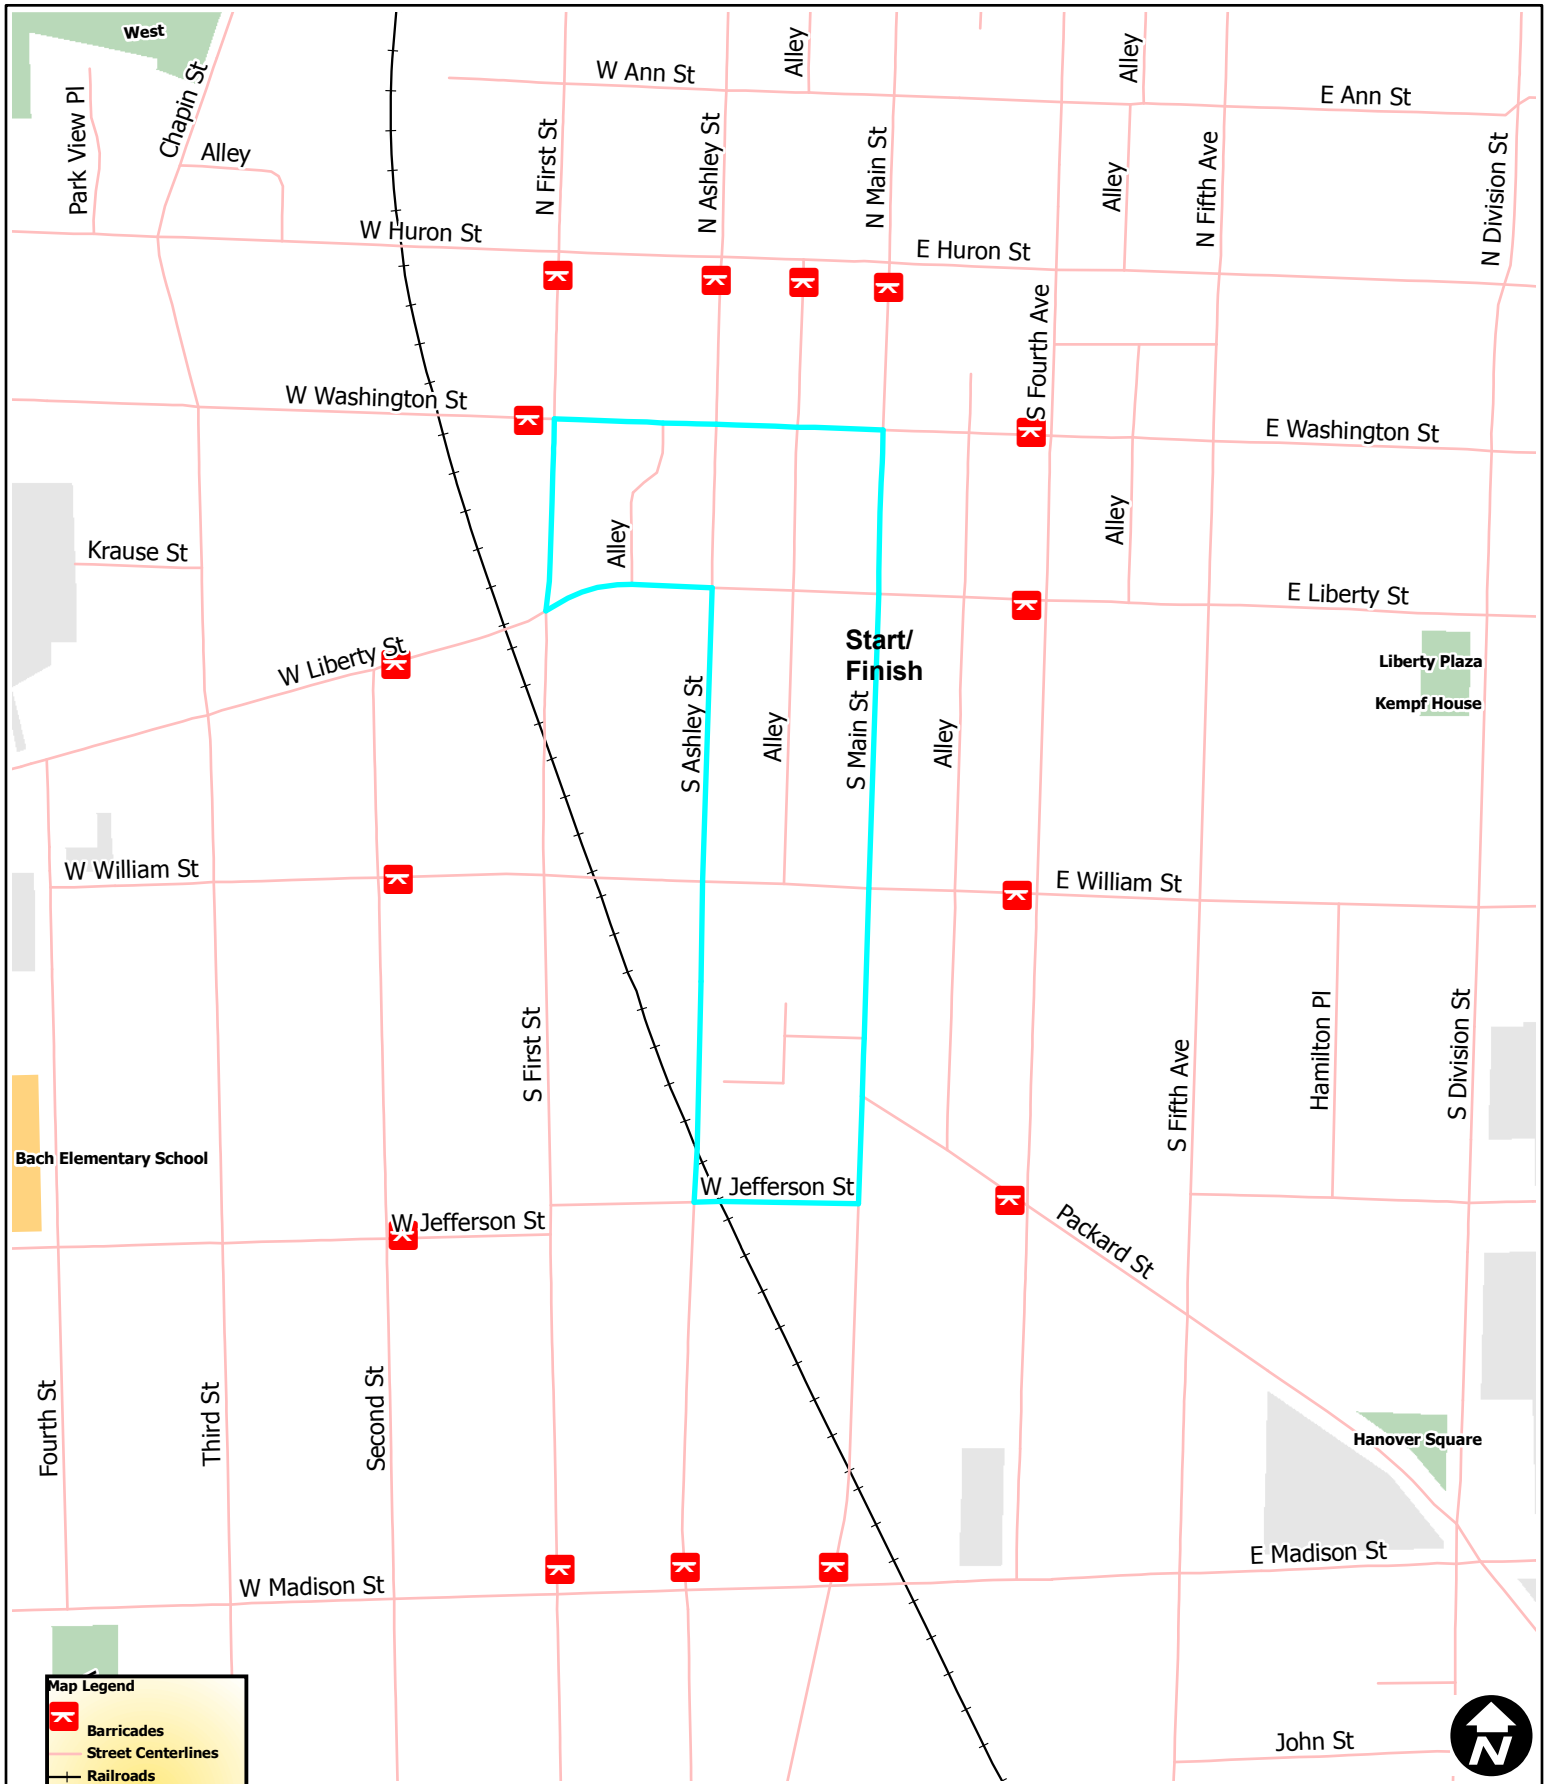 West
W Ann St
Alley
Alley
E Ann St
Park View Pl
Chapin St
Alley
N First St
N Ashley St
N Main St
Alley
N Fifth Ave
N Division St
W Huron St
E Huron St
S Fourth Ave
W Washington St
E Washington St
Krause St
Alley
Alley
E Liberty St
W Liberty St
Start/
Finish
Liberty Plaza
Kempf House
S Ashley St
Alley
S Main St
Alley
W William St
E William St
S First St
S Fifth Ave
Hamilton Pl
S Division St
Bach Elementary School
W Jefferson St
W Jefferson St
Packard St
Fourth St
Third St
Second St
Hanover Square
W Madison St
E Madison St
Map Legend
Barricades
Street Centerlines
Railroads
John St
N